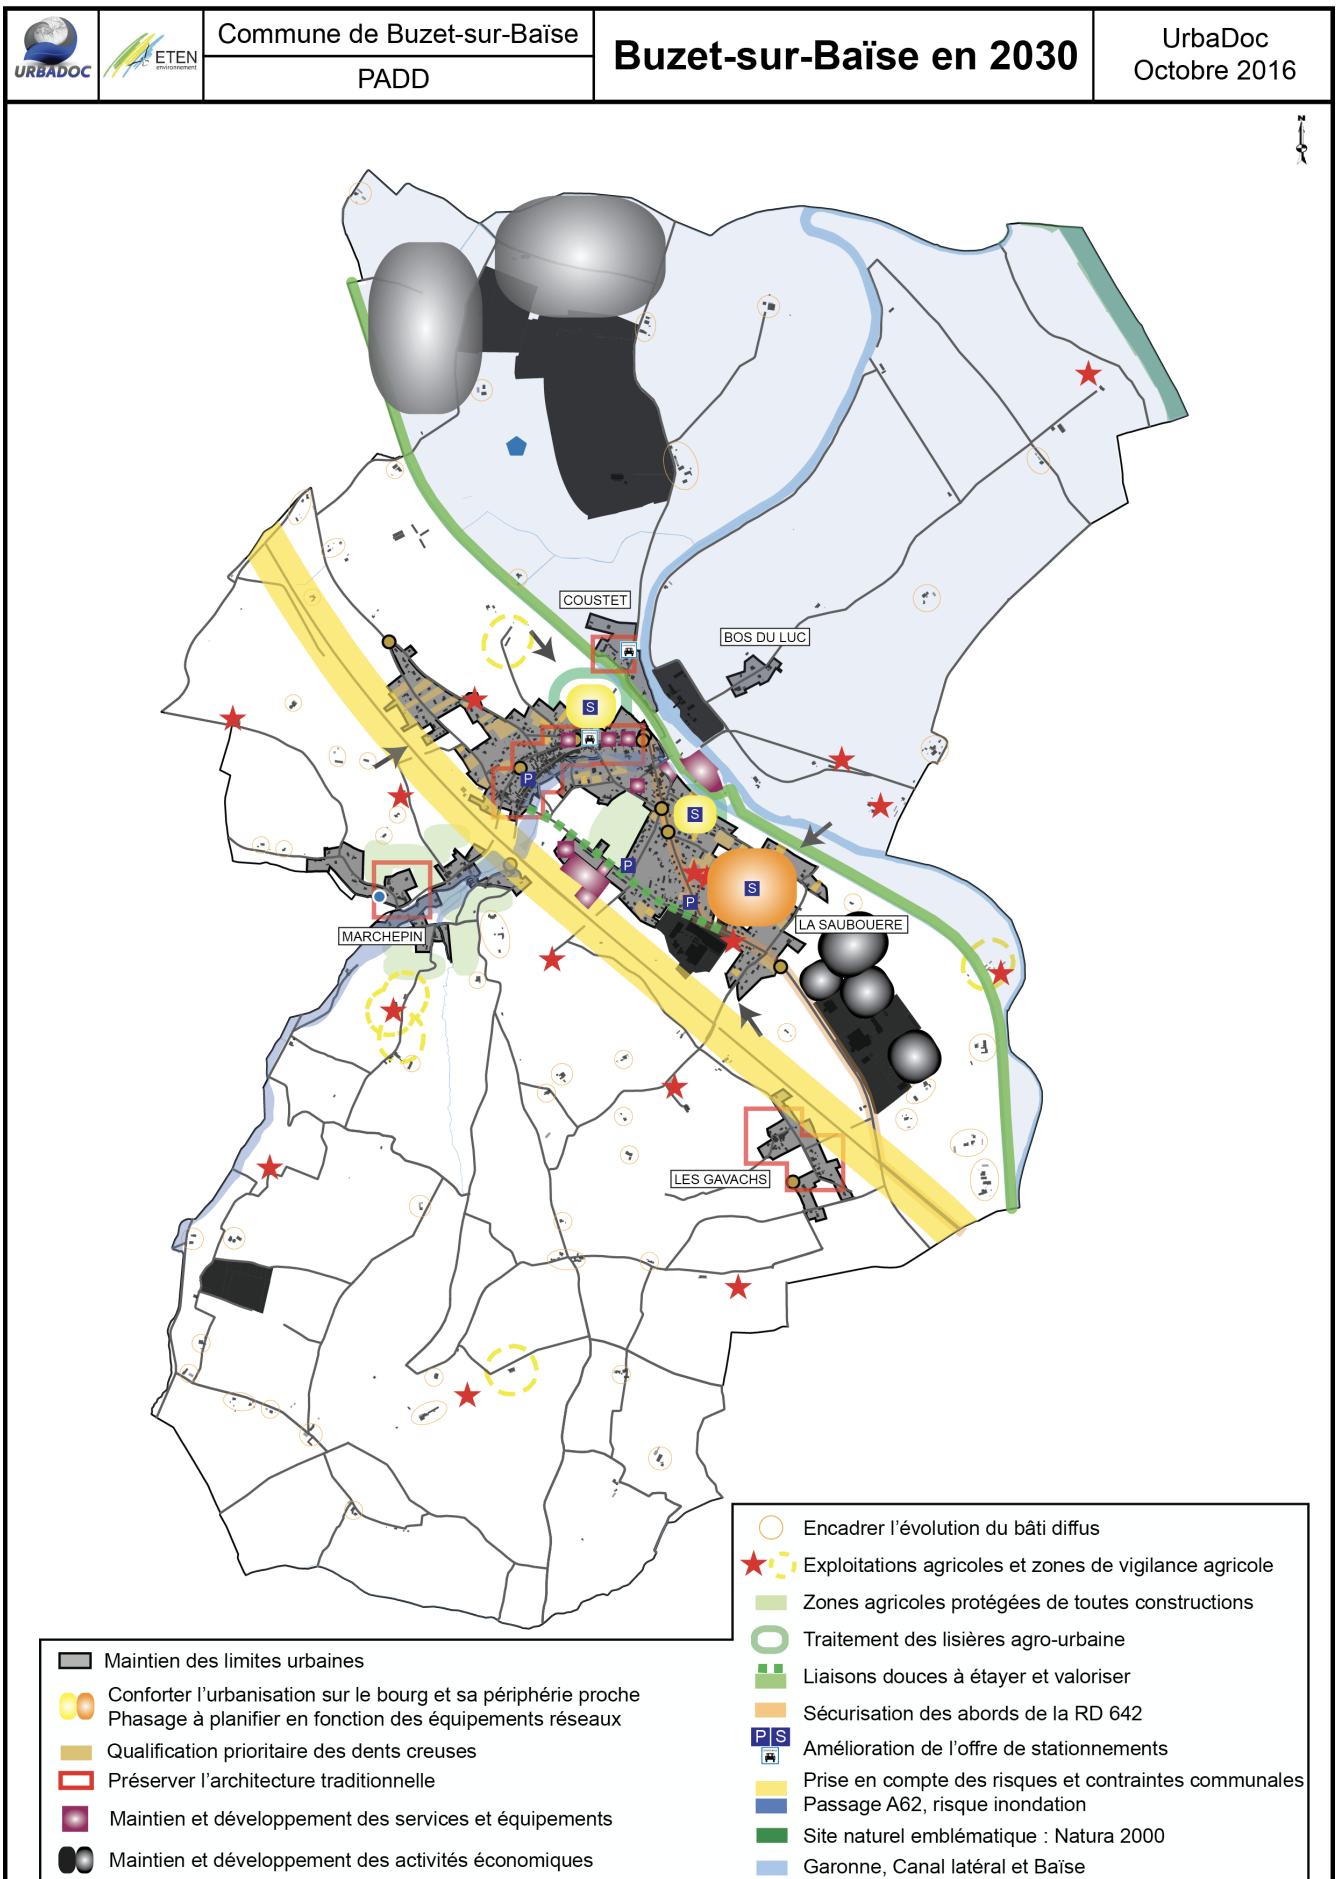 URBADOC
ETEN
environnement
Commune de Buzet-sur-Baïse
PADD
Buzet-sur-Baïse en 2030
UrbaDoc
Octobre 2016
N
COUSTET
BOS DU LUC
S
P
S
P
S
P
MARCHEPIN
LA SAUBOUERE
LES GAVACHS
Encadrer l'évolution du bâti diffus
Exploitations agricoles et zones de vigilance agricole
Zones agricoles protégées de toutes constructions
Traitement des lisières agro-urbaine
Liaisons douces à étayer et valoriser
Sécurisation des abords de la RD 642
P S
Amélioration de l'offre de stationnements
Prise en compte des risques et contraintes communales
Passage A62, risque inondation
Site naturel emblématique : Natura 2000
Garonne, Canal latéral et Baïse
Maintien des limites urbaines
Conforter l'urbanisation sur le bourg et sa périphérie proche
Phasage à planifier en fonction des équipements réseaux
Qualification prioritaire des dents creuses
Préserver l'architecture traditionnelle
Maintien et développement des services et équipements
Maintien et développement des activités économiques